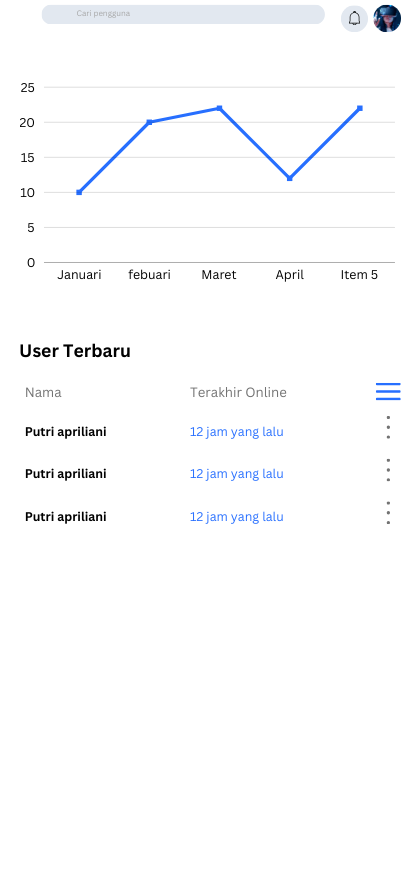 Cari pengguna
25
20
15
10
5
0
Januari febuari Maret April Item 5
User Terbaru
Nama Terakhir Online
Putri apriliani 12 jam yang lalu
Putri apriliani 12 jam yang lalu
Putri apriliani 12 jam yang lalu